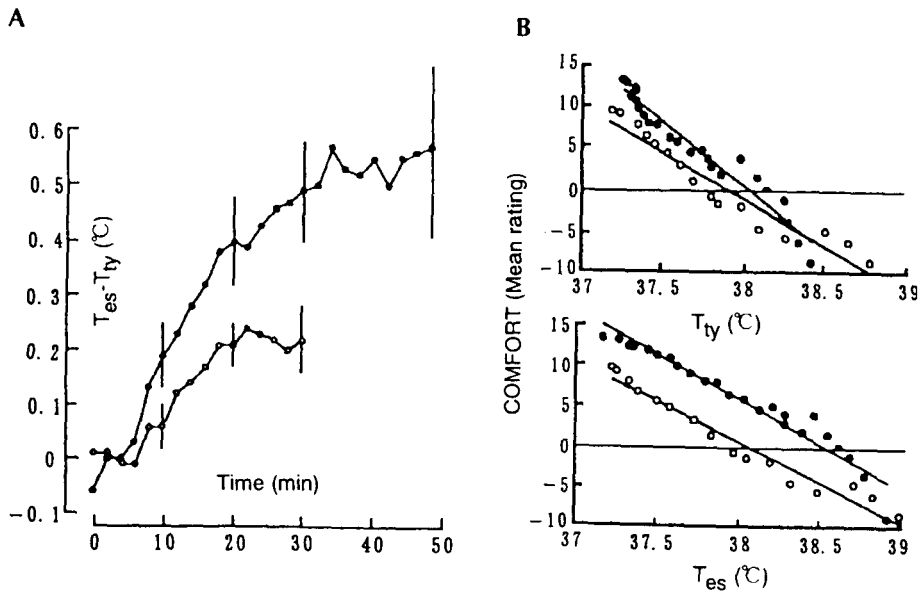 A
0.6
0.5
0.4
0.3
0.2
0.1
0
-0.1
Tes-Tty (℃)
Time (min)
0 10 20 30 40 50
B
COMFORT (Mean rating)
15
10
5
0
-5
-10
37 37.5 38 38.5 39
Tty (℃)
15
10
5
0
-5
-10
37 37.5 38 38.5 39
Tes (℃)